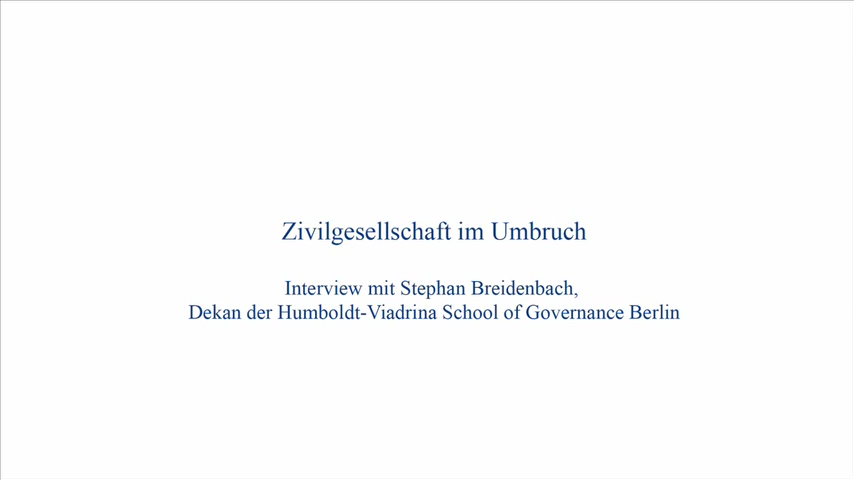 Zivilgesellschaft im Umbruch
Interview mit Stephan Breidenbach,
Dekan der Humboldt-Viadrina School of Governance Berlin